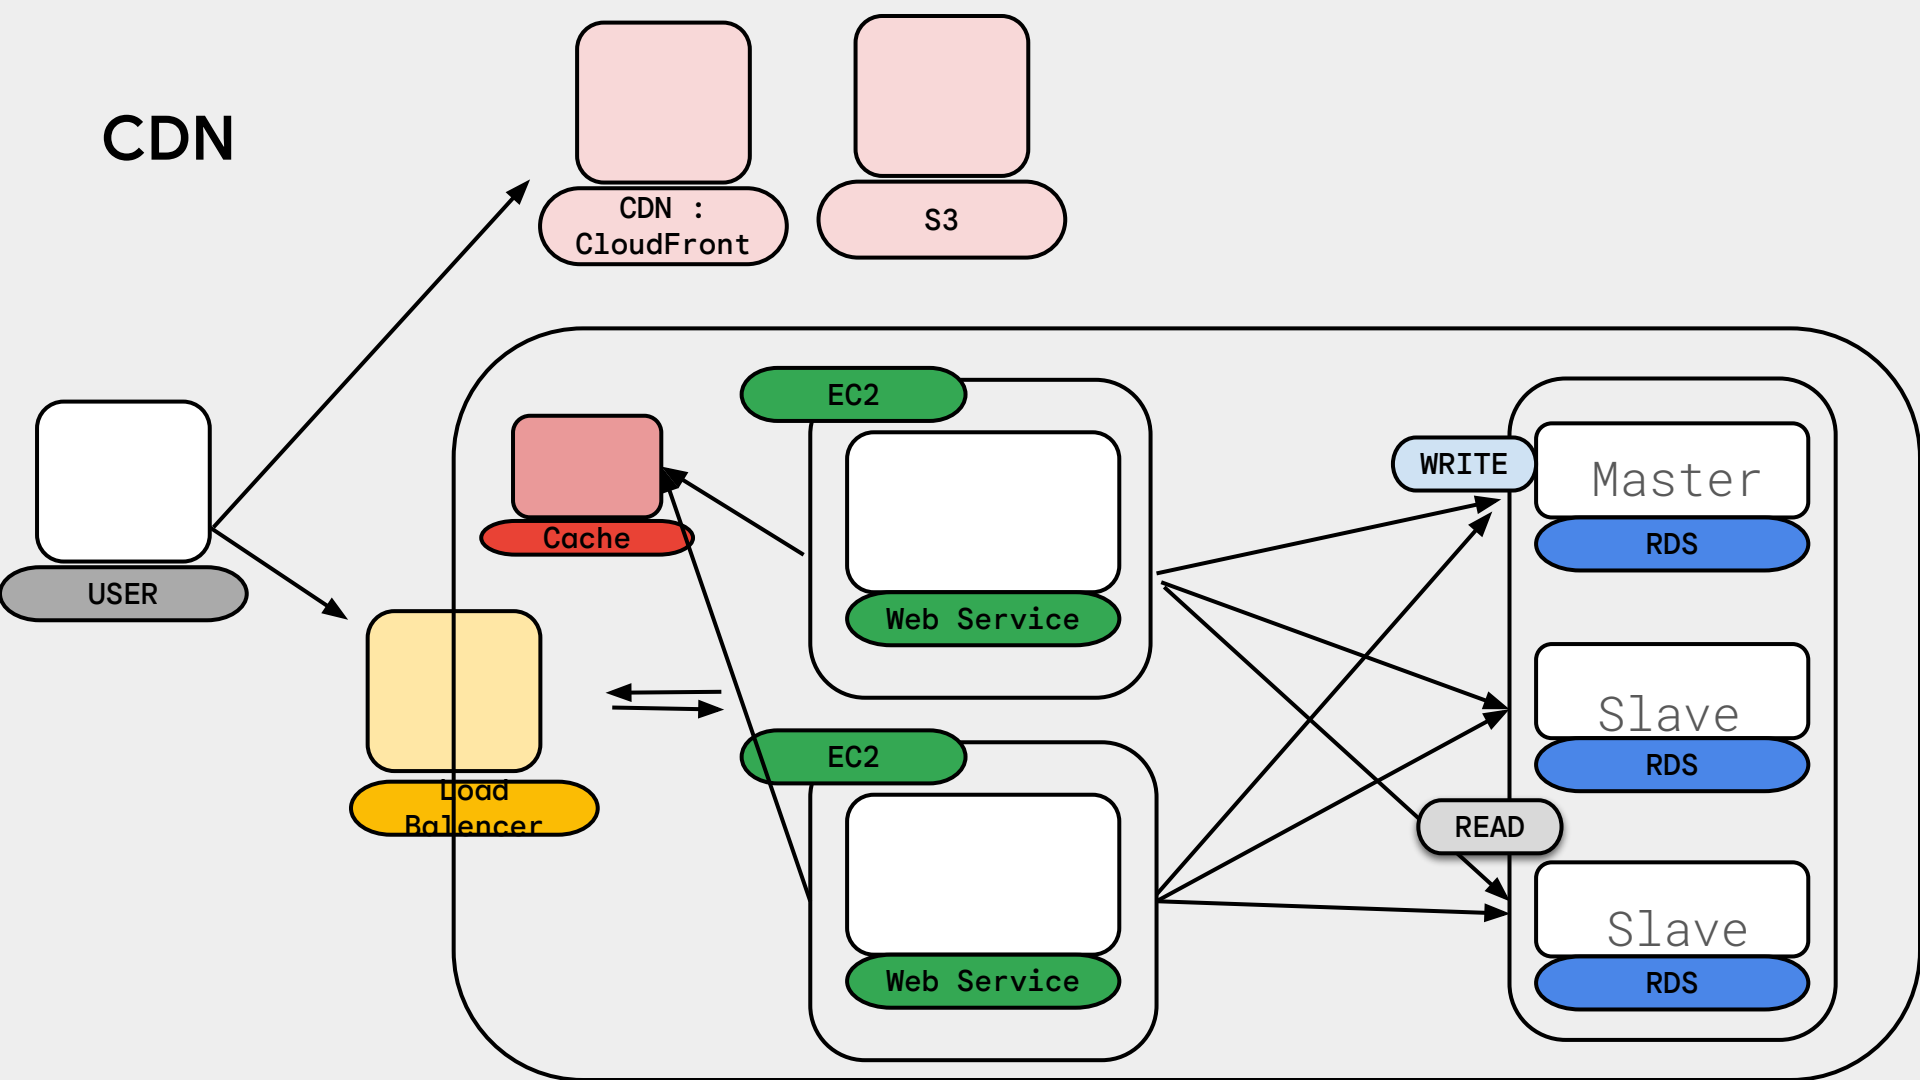 CDN
CDN :
CloudFront
S3
USER
Load
Balencer
Cache
EC2
Web Service
EC2
Web Service
WRITE
Master
RDS
Slave
RDS
READ
Slave
RDS